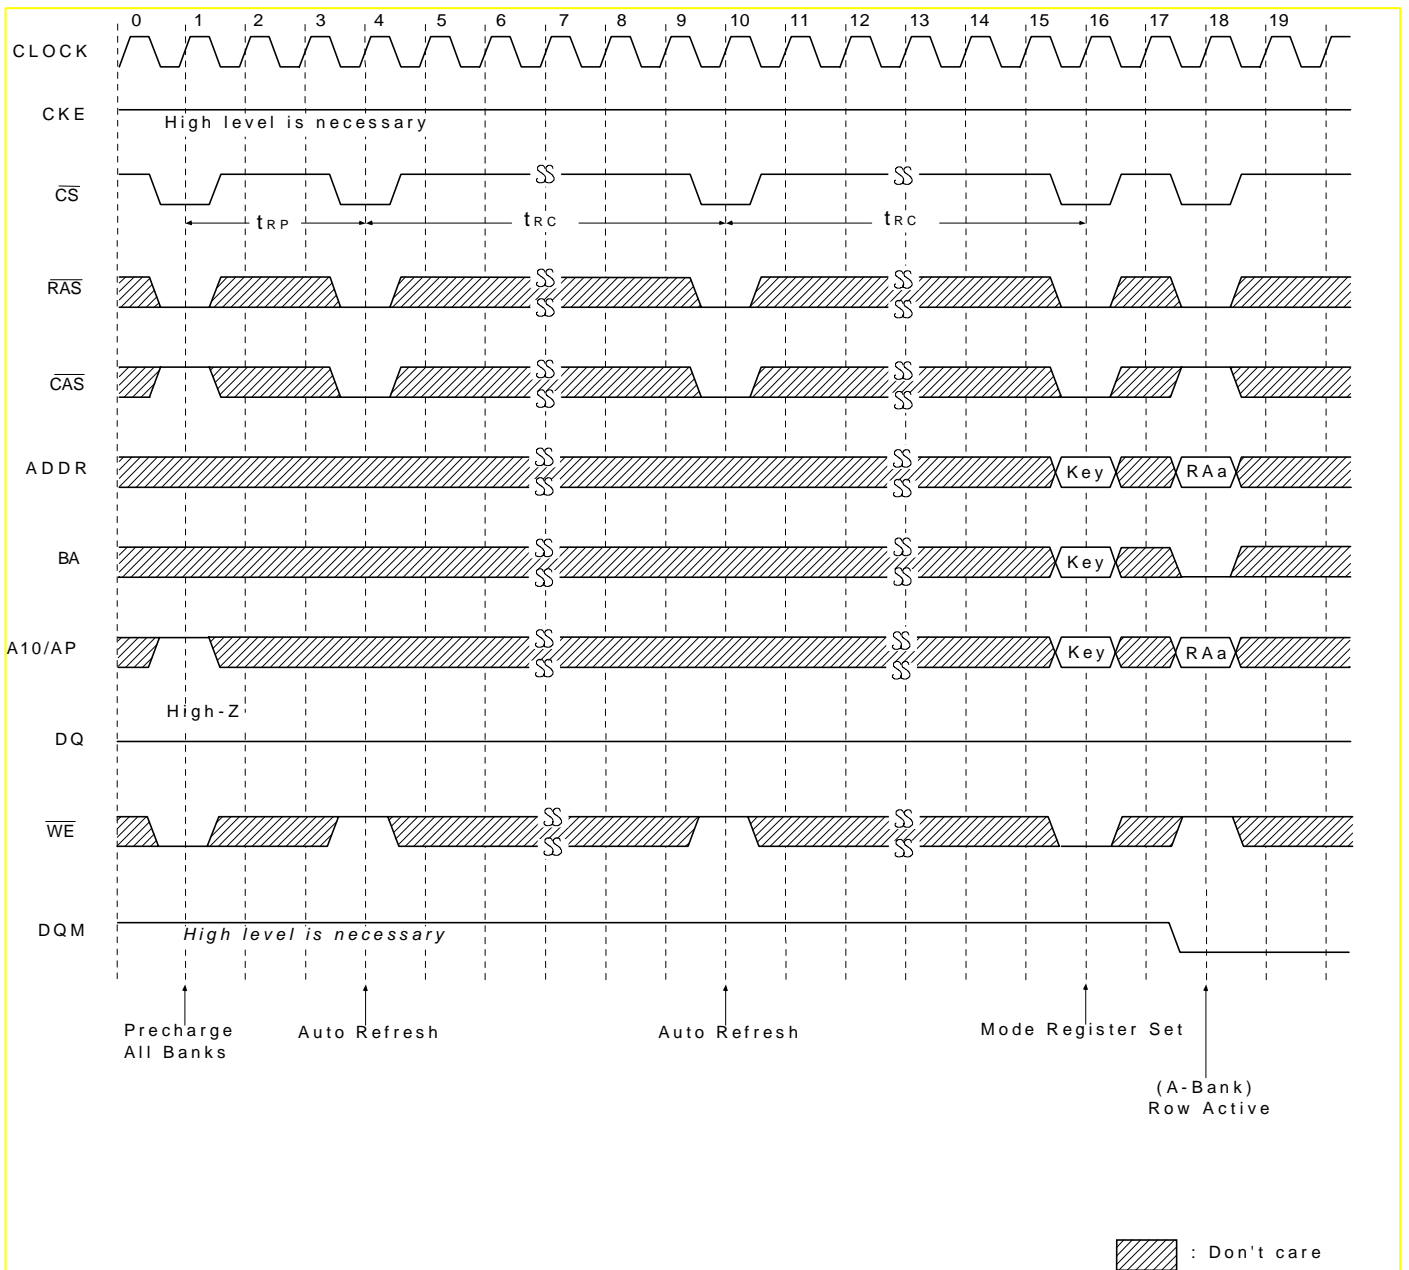 0 1 2 3 4 5 6 7 8 9 10 11 12 13 14 15 16 17 18 19
CLOCK
CKE
High level is necessary
CS
tRP tRC tRC
RAS
CAS
ADDR Key RAa
BA Key
A10/AP Key RAa
High-Z
DQ
WE
DQM
High level is necessary
Precharge
All Banks
Auto Refresh
Auto Refresh
Mode Register Set
(A-Bank)
Row Active
: Don't care